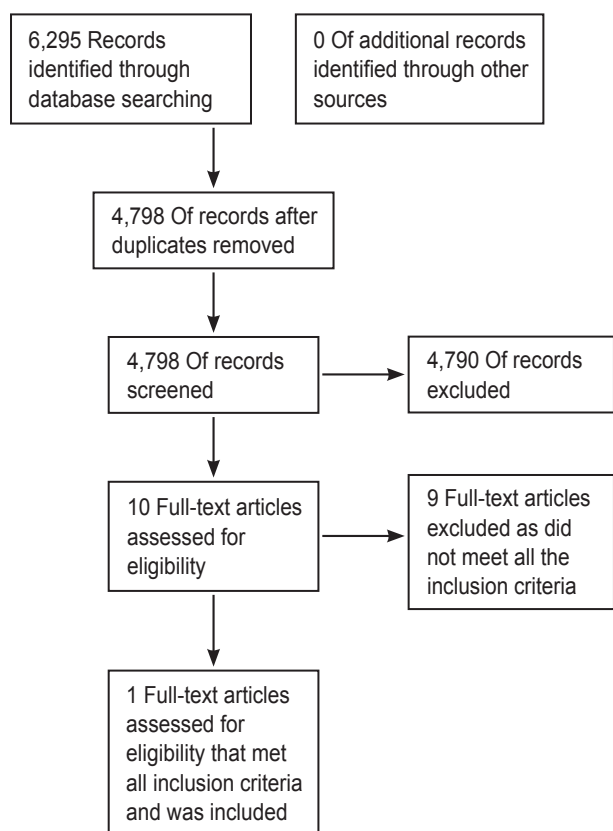 6,295 Records
identified through
database searching
0 Of additional records
identified through other
sources
4,798 Of records after
duplicates removed
4,798 Of records
screened
4,790 Of records
excluded
10 Full-text articles
assessed for
eligibility
9 Full-text articles
excluded as did
not meet all the
inclusion criteria
1 Full-text articles
assessed for
eligibility that met
all inclusion criteria
and was included